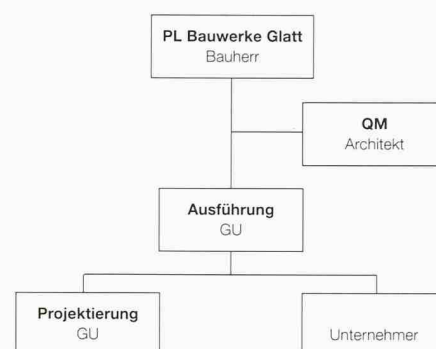 PL Bauwerke Glatt
Bauherr
QM
Architekt
Ausführung
GU
Projektierung
GU
Unternehmer